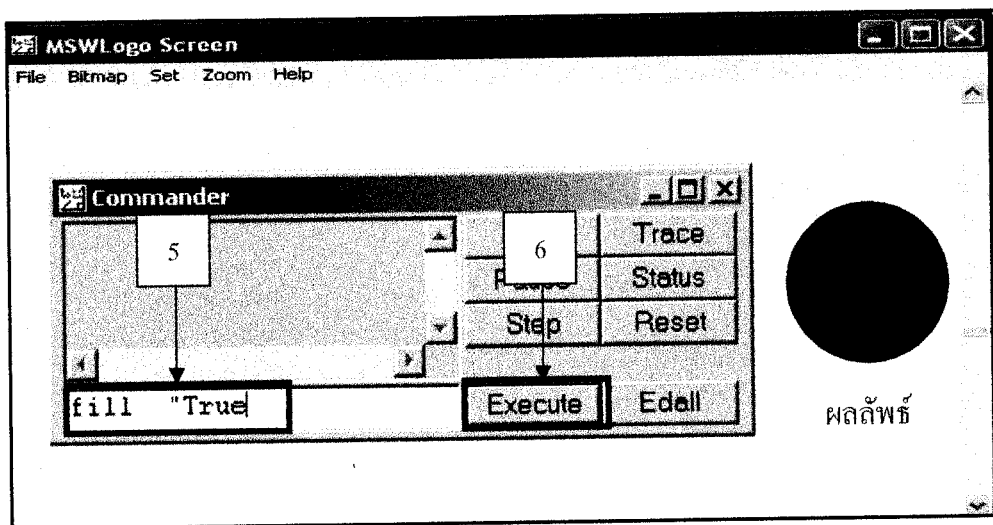 MSWLogo Screen
File Bitmap Set Zoom Help
Commander
5
6
Trace
Status
Step
Reset
fill "True
Execute
Edall
ผลลัพธ์